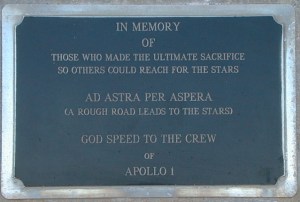 IN MEMORY
OF
THOSE WHO MADE THE ULTIMATE SACRIFICE
SO OTHERS COULD REACH FOR THE STARS
AD ASTRA PER ASPERA
(A ROUGH ROAD LEADS TO THE STARS)
GOD SPEED TO THE CREW
OF
APOLLO 1